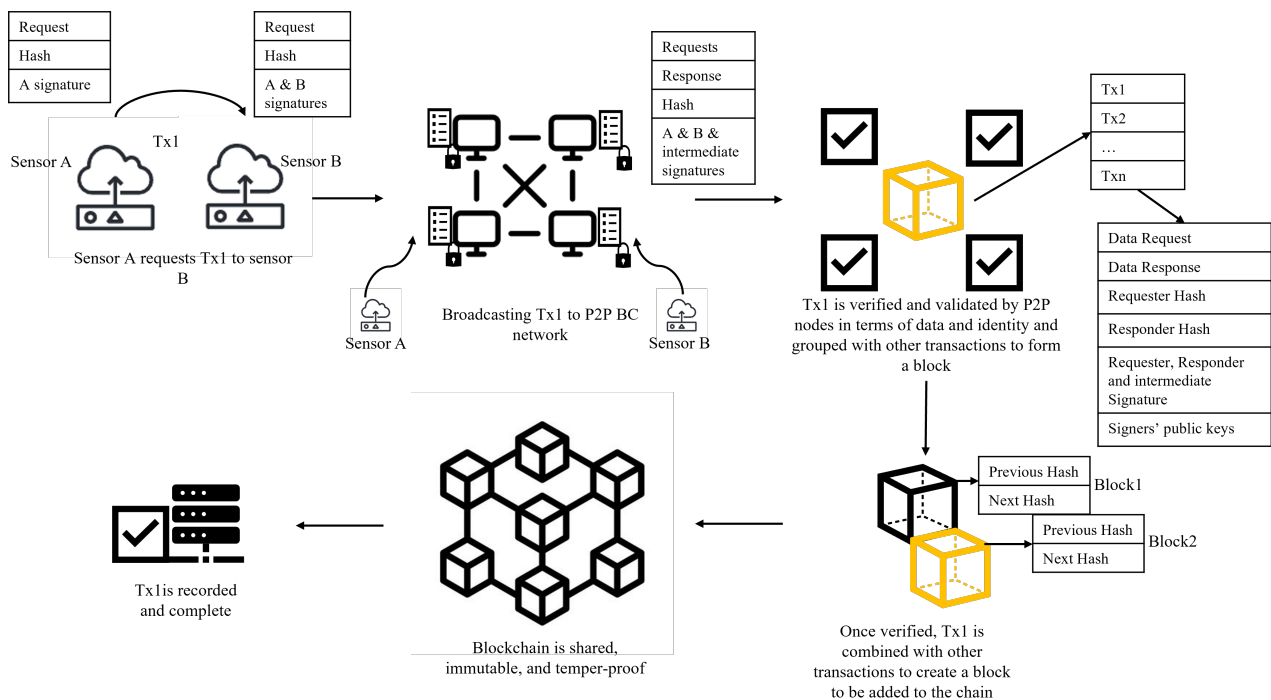 Request
Hash
A signature
Request
Hash
A & B
signatures
Tx1
Sensor A
Sensor B
Sensor A requests Tx1 to sensor
B
Requests
Response
Hash
A & B &
intermediate
signatures
Sensor A
Broadcasting Tx1 to P2P BC
network
Sensor B
Tx1
Tx2
…
Txn
Data Request
Data Response
Requester Hash
Responder Hash
Requester, Responder
and intermediate
Signature
Signers’ public keys
Tx1 is verified and validated by P2P
nodes in terms of data and identity and
grouped with other transactions to form
a block
Previous Hash
Next Hash
Block1
Previous Hash
Next Hash
Block2
Once verified, Tx1 is
combined with other
transactions to create a block
to be added to the chain
Blockchain is shared,
immutable, and temper-proof
Tx1is recorded
and complete